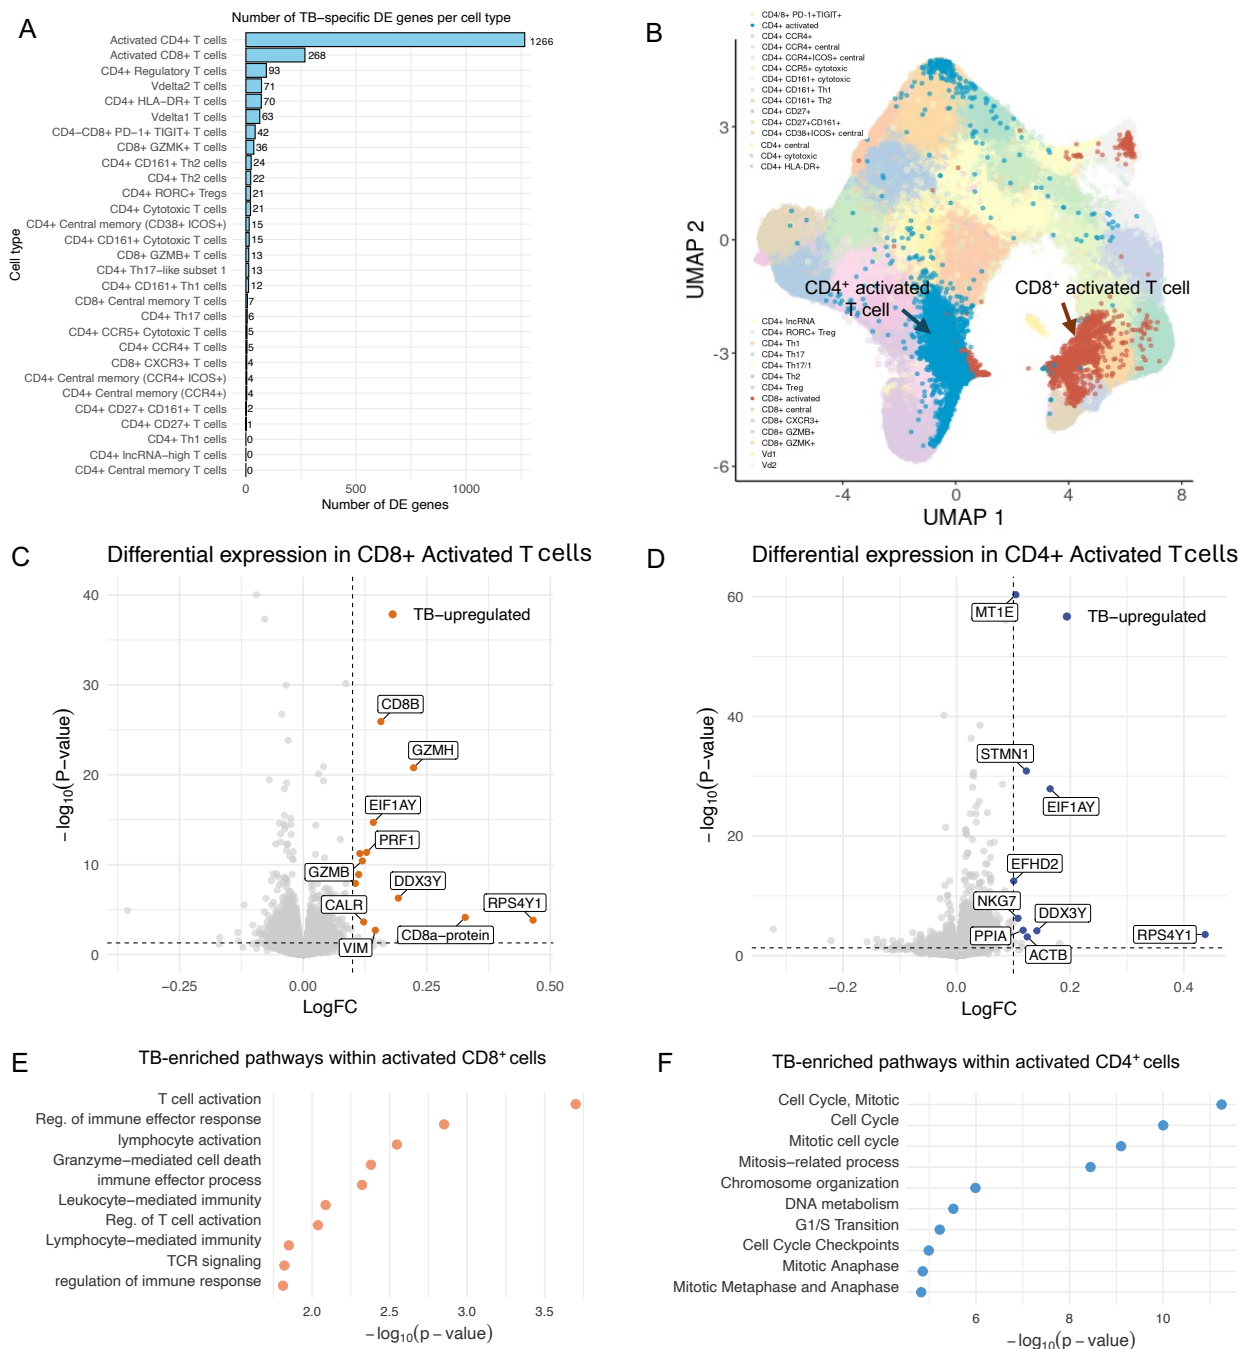 A
Number of TB−specific DE genes per cell type
Cell type
Activated CD4+ T cells 1266
Activated CD8+ T cells 268
CD4+ Regulatory T cells 93
Vdelta2 T cells 71
CD4+ HLA−DR+ T cells 70
Vdelta1 T cells 63
CD4−CD8+ PD−1+ TIGIT+ T cells 42
CD8+ GZMK+ T cells 36
CD4+ CD161+ Th2 cells 24
CD4+ Th2 cells 22
CD4+ RORC+ Tregs 21
CD4+ Cytotoxic T cells 21
CD4+ Central memory (CD38+ ICOS+) 15
CD4+ CD161+ Cytotoxic T cells 15
CD8+ GZMB+ T cells 13
CD4+ Th17−like subset 1 13
CD4+ CD161+ Th1 cells 12
CD8+ Central memory T cells 7
CD4+ Th17 cells 6
CD4+ CCR5+ Cytotoxic T cells 5
CD4+ CCR4+ T cells 5
CD8+ CXCR3+ T cells 4
CD4+ Central memory (CCR4+ ICOS+) 4
CD4+ Central memory (CCR4+) 4
CD4+ CD27+ CD161+ T cells 2
CD4+ CD27+ T cells 1
CD4+ Th1 cells 0
CD4+ lncRNA−high T cells 0
CD4+ Central memory T cells 0
0 500 1000
Number of DE genes
B
CD4/8+ PD-1+TIGIT+
CD4+ activated
CD4+ CCR4+
CD4+ CCR4+ central
CD4+ CCR4+ICOS+ central
CD4+ CCR5+ cytotoxic
CD4+ CD161+ cytotoxic
CD4+ CD161+ Th1
CD4+ CD161+ Th2
CD4+ CD27+
CD4+ CD27+CD161+
CD4+ CD38+ICOS+ central
CD4+ central
CD4+ cytotoxic
CD4+ HLA-DR+
CD4⁺ activated
T cell
CD8⁺ activated T cell
CD4+ lncRNA
CD4+ RORC+ Treg
CD4+ Th1
CD4+ Th17
CD4+ Th17/1
CD4+ Th2
CD4+ Treg
CD8+ activated
CD8+ central
CD8+ CXCR3+
CD8+ GZMB+
CD8+ GZMK+
Vd1
Vd2
UMAP 2
3
0
-3
-6
-4 0 4 8
UMAP 1
C
Differential expression in CD8+ Activated T cells
TB−upregulated
−log₁₀(P−value)
40
30
20
10
0
CD8B
GZMH
EIF1AY
PRF1
GZMB
DDX3Y
CALR
RPS4Y1
CD8a−protein
VIM
−0.25 0.00 0.25 0.50
LogFC
D
Differential expression in CD4+ Activated T cells
TB−upregulated
−log₁₀(P−value)
60
40
20
0
MT1E
STMN1
EIF1AY
EFHD2
NKG7
DDX3Y
PPIA
RPS4Y1
ACTB
−0.2 0.0 0.2 0.4
LogFC
E
TB-enriched pathways within activated CD8⁺ cells
T cell activation
Reg. of immune effector response
lymphocyte activation
Granzyme−mediated cell death
immune effector process
Leukocyte−mediated immunity
Reg. of T cell activation
Lymphocyte−mediated immunity
TCR signaling
regulation of immune response
2.0 2.5 3.0 3.5
−log₁₀(p − value)
F
TB-enriched pathways within activated CD4⁺ cells
Cell Cycle, Mitotic
Cell Cycle
Mitotic cell cycle
Mitosis−related process
Chromosome organization
DNA metabolism
G1/S Transition
Cell Cycle Checkpoints
Mitotic Anaphase
Mitotic Metaphase and Anaphase
6 8 10
−log₁₀(p − value)